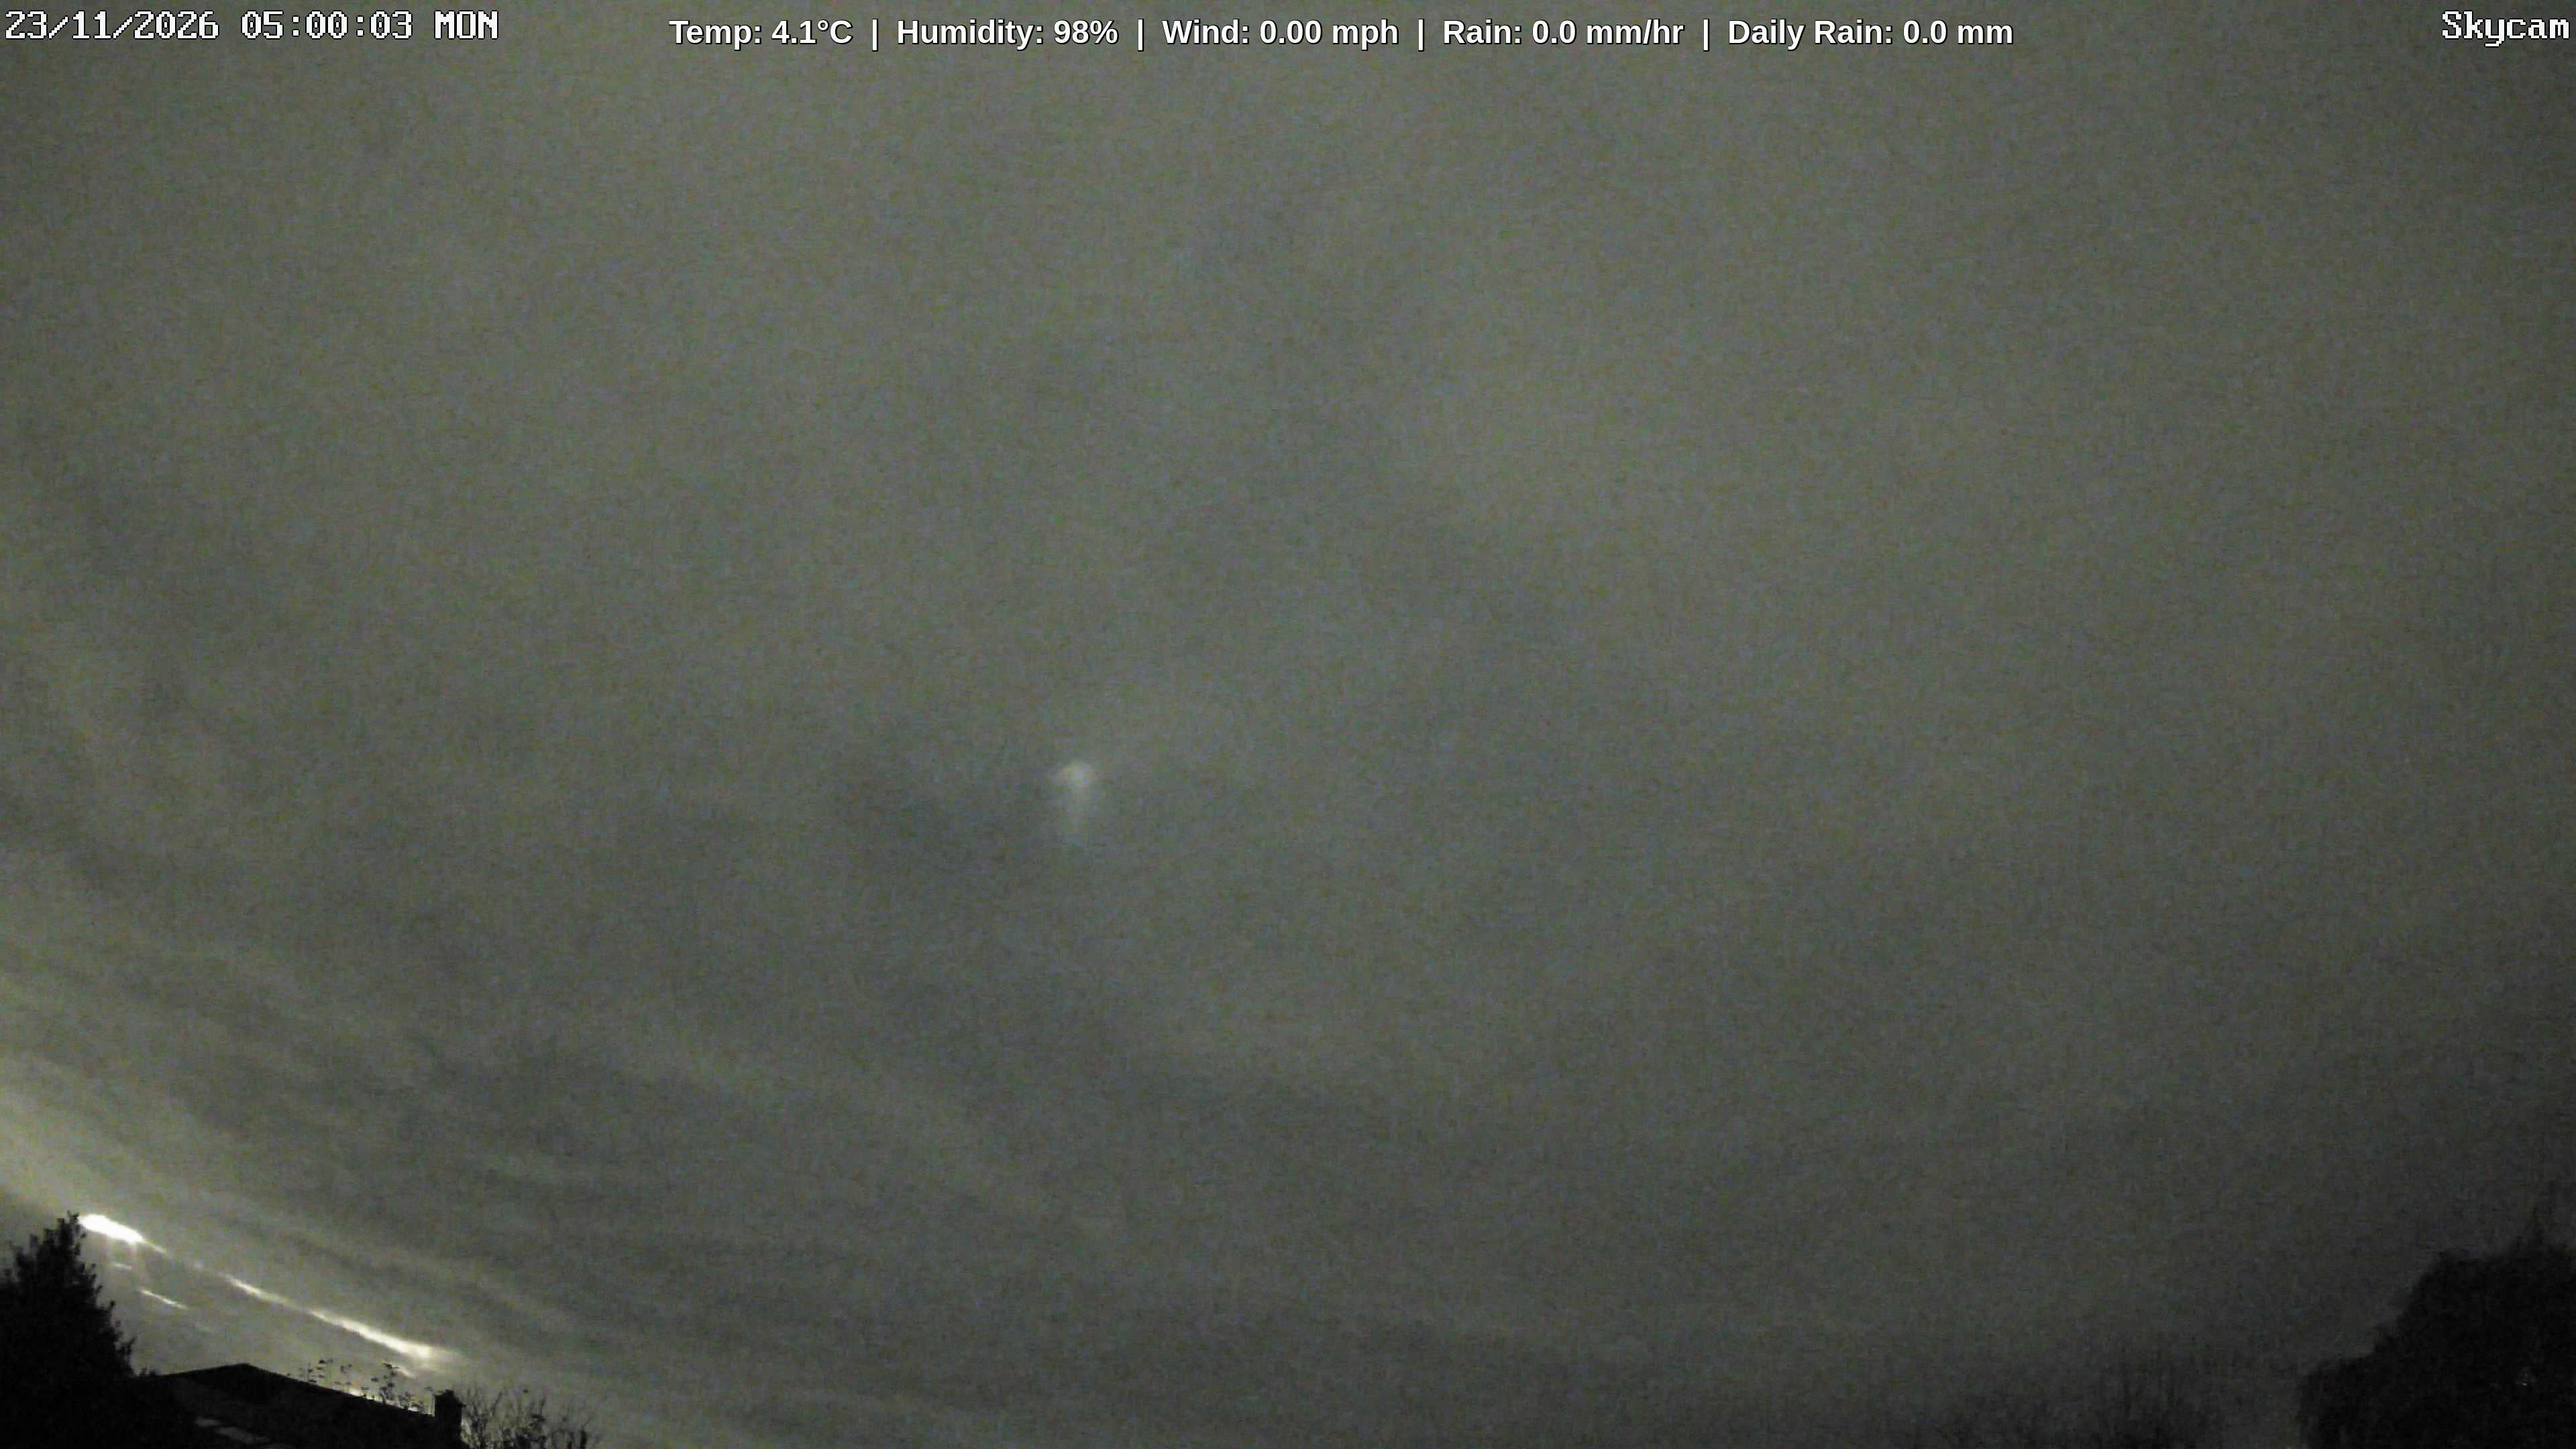 23/11/2026 05:00:03 MON
Temp: 4.1°C | Humidity: 98% | Wind: 0.00 mph | Rain: 0.0 mm/hr | Daily Rain: 0.0 mm
Skycam